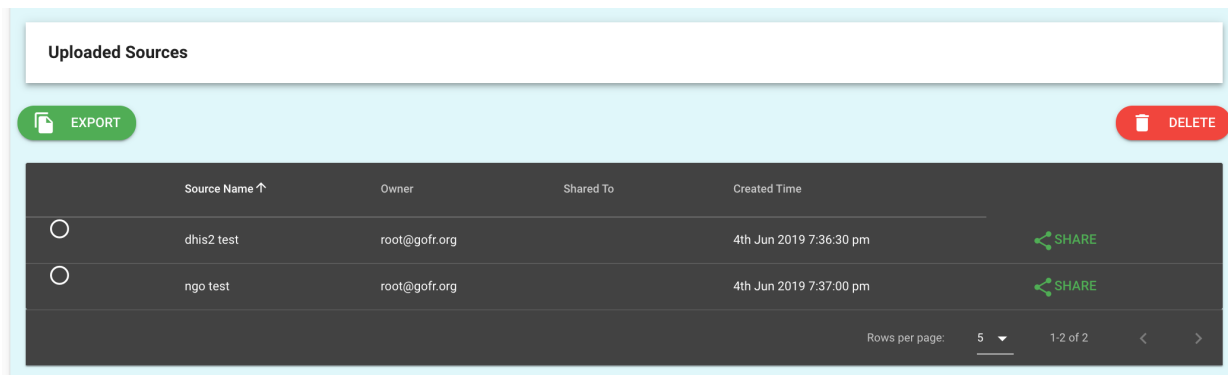 Uploaded Sources
EXPORT
DELETE
Source Name Owner Shared To Created Time
dhis2 test root@gofr.org 4th Jun 2019 7:36:30 pm SHARE
ngo test root@gofr.org 4th Jun 2019 7:37:00 pm SHARE
Rows per page: 5 1-2 of 2